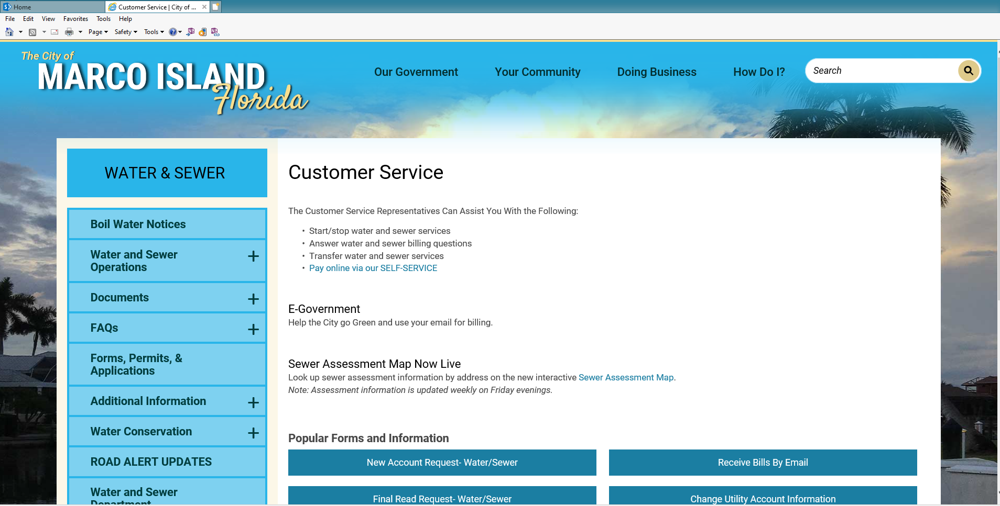 Home
Customer Service | City of ...
File Edit View Favorites Tools Help
Page Safety Tools
The City of
MARCO ISLAND
Florida
Our Government Your Community Doing Business How Do I? Search
WATER & SEWER
Boil Water Notices
Water and Sewer
Operations
Documents
FAQs
Forms, Permits, &
Applications
Additional Information
Water Conservation
ROAD ALERT UPDATES
Water and Sewer
Department
Customer Service
The Customer Service Representatives Can Assist You With the Following:
• Start/stop water and sewer services
• Answer water and sewer billing questions
• Transfer water and sewer services
• Pay online via our SELF-SERVICE
E-Government
Help the City go Green and use your email for billing.
Sewer Assessment Map Now Live
Look up sewer assessment information by address on the new interactive Sewer Assessment Map.
Note: Assessment information is updated weekly on Friday evenings.
Popular Forms and Information
New Account Request- Water/Sewer
Receive Bills By Email
Final Read Request- Water/Sewer
Change Utility Account Information